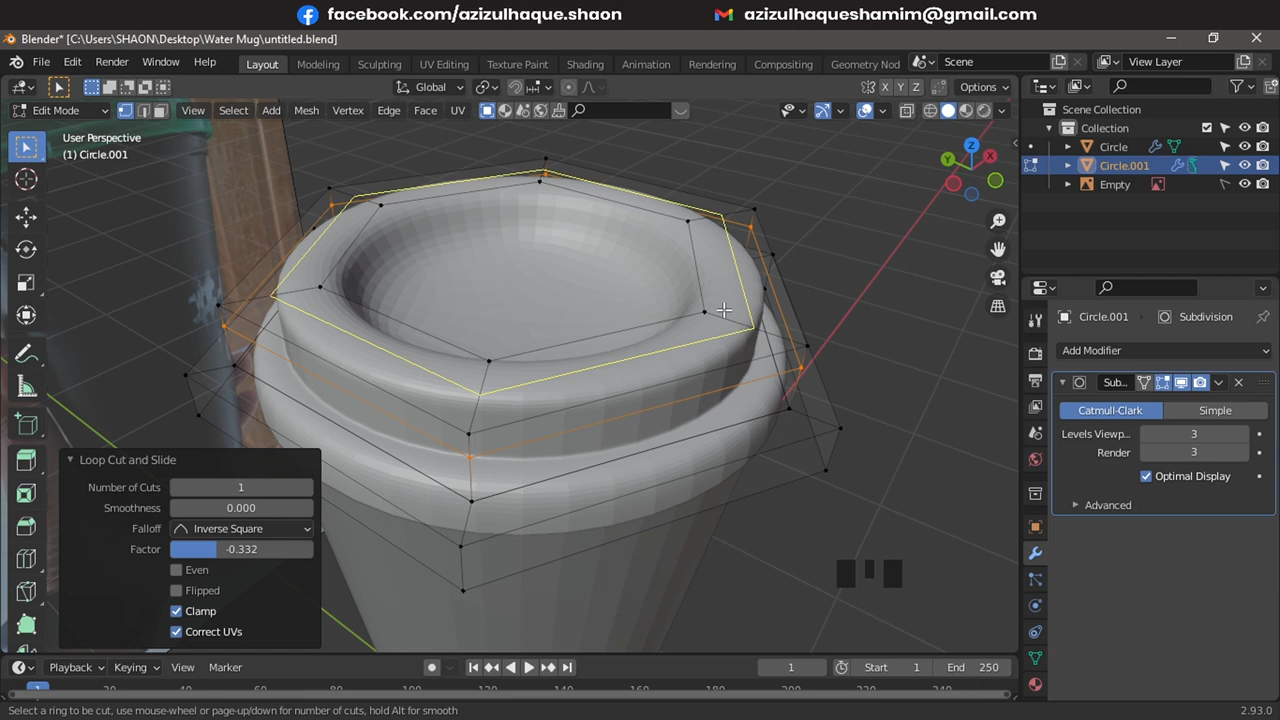 facebook.com/azizulhaque.shaon azizulhaqueshamim@gmail.com
Blender* [C:\Users\SHAON\Desktop\Water Mug\untitled.blend]
File Edit Render Window Help Layout Modeling Sculpting UV Editing Texture Paint Shading Animation Rendering Compositing Geometry Nod Scene View Layer
Global X Y Z Options
Edit Mode View Select Add Mesh Vertex Edge Face UV
User Perspective
(1) Circle.001
Z
Y
X
Scene Collection
Collection
Circle
Circle.001
Empty
Circle.001 Subdivision
Add Modifier
Sub..
Catmull-Clark Simple
Levels Viewp... 3
Render 3
Optimal Display
Advanced
Loop Cut and Slide
Number of Cuts 1
Smoothness 0.000
Falloff Inverse Square
Factor -0.332
Even
Flipped
Clamp
Correct UVs
Playback Keying View Marker 1 Start 1 End 250
1
Select a ring to be cut, use mouse-wheel or page-up/down for number of cuts, hold Alt for smooth 2.93.0